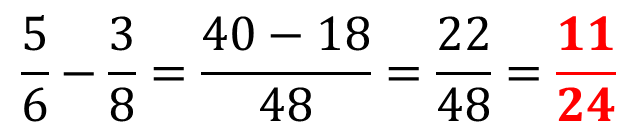 5/6 − 3/8 = (40 − 18)/48 = 22/48 = 11/24